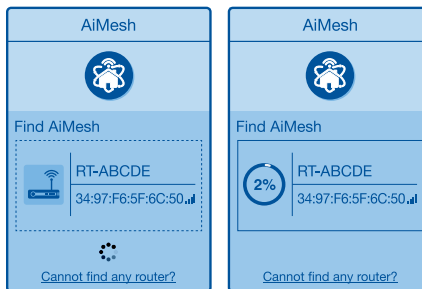 AiMesh
Find AiMesh
RT-ABCDE
34:97:F6:5F:6C:50
Cannot find any router?
AiMesh
Find AiMesh
2%
RT-ABCDE
34:97:F6:5F:6C:50
Cannot find any router?